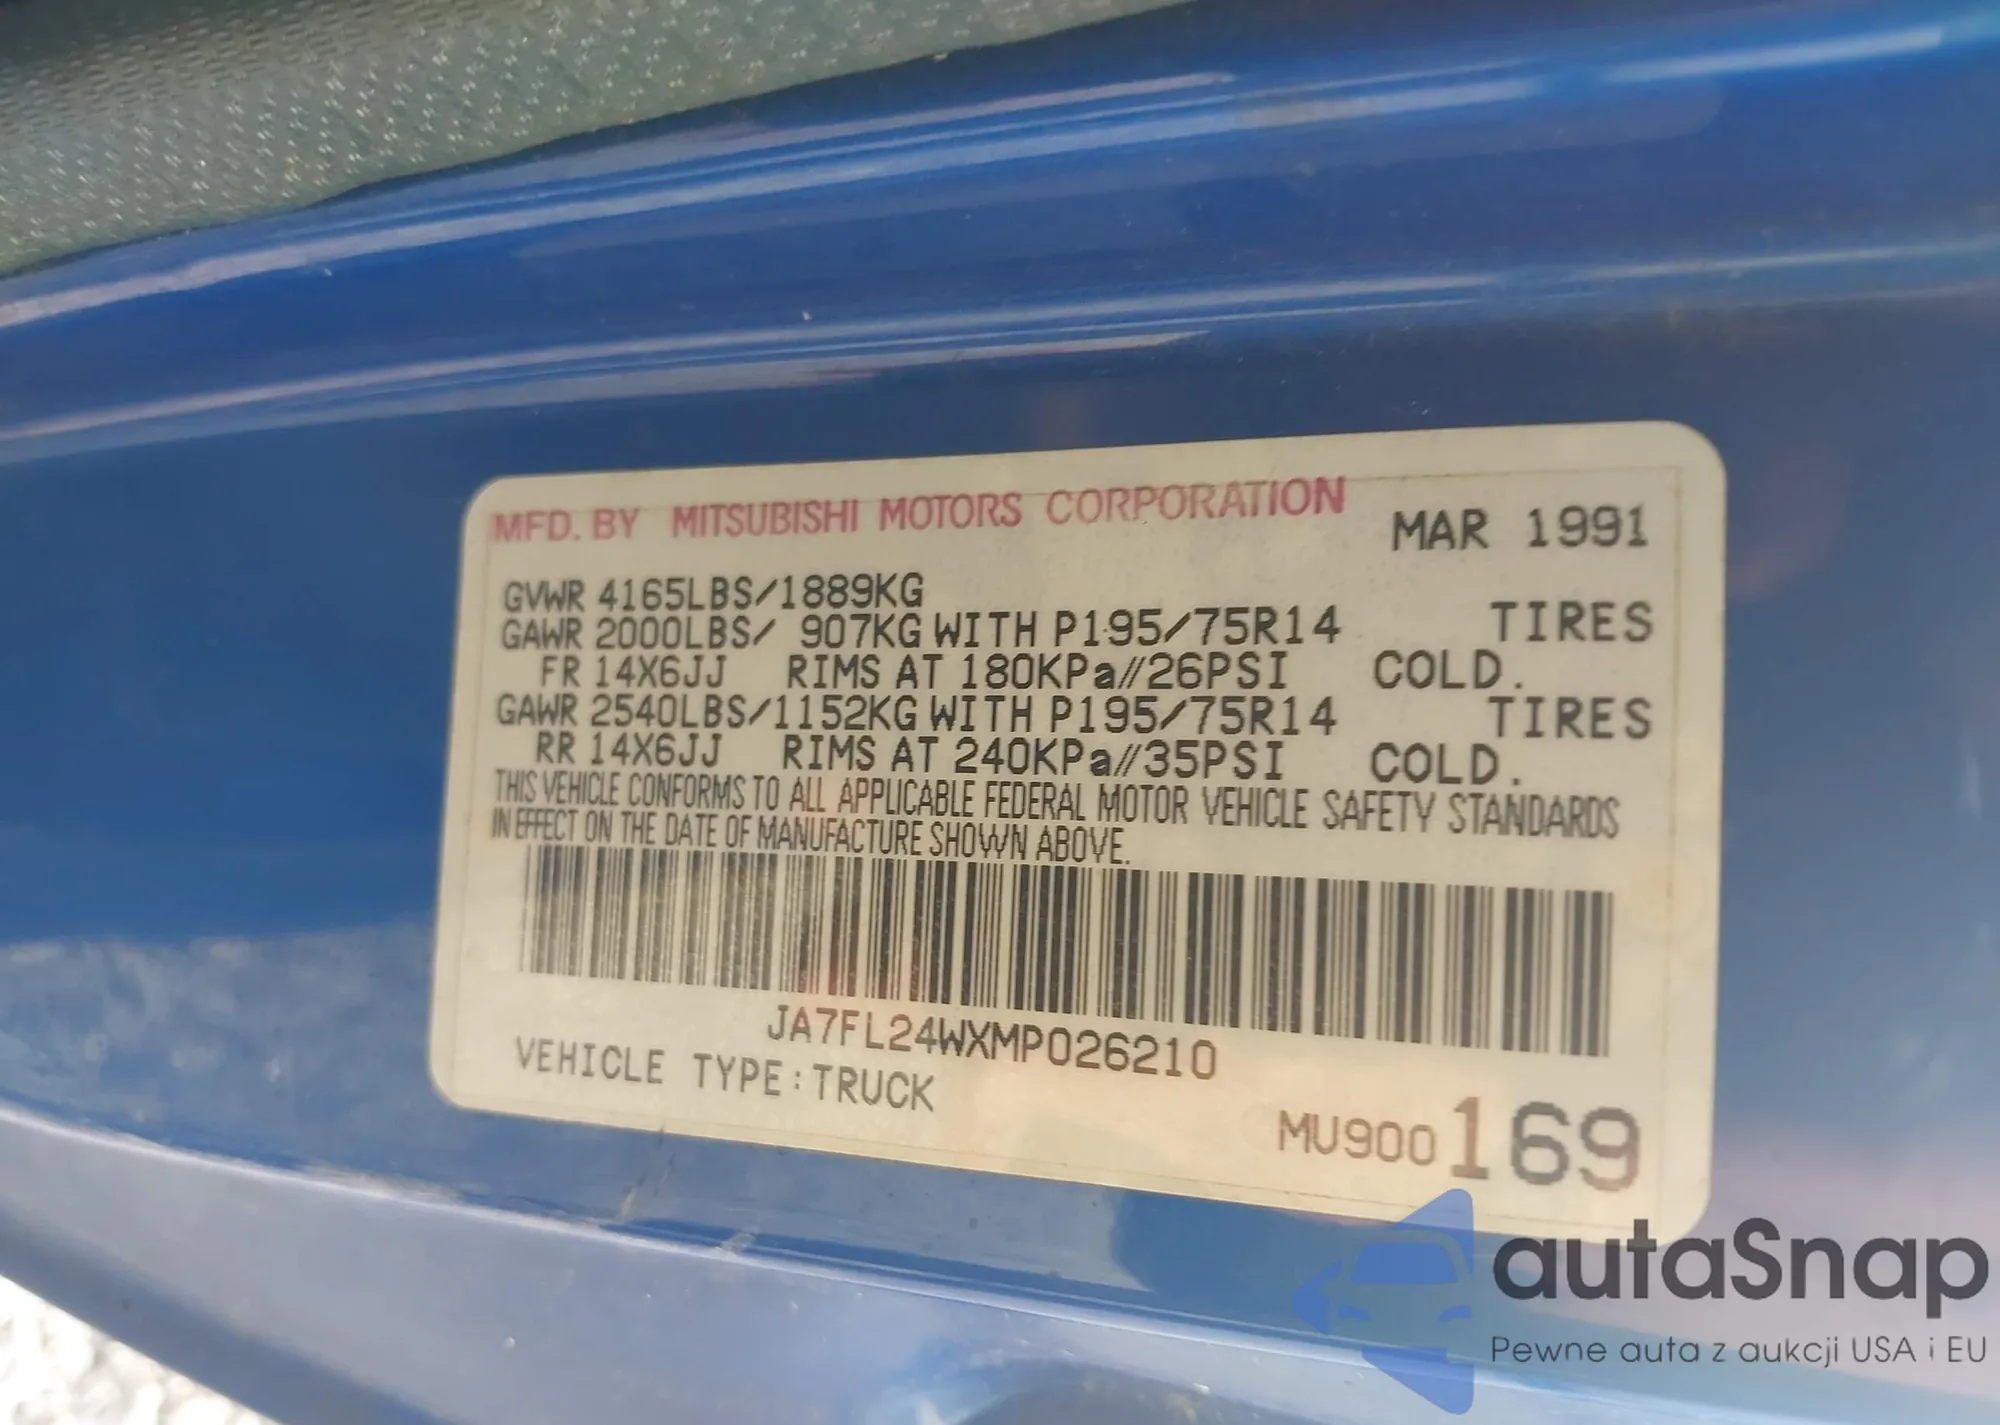 MFD. BY MITSUBISHI MOTORS CORPORATION MAR 1991
GVWR 4165LBS/1889KG
GAWR 2000LBS/ 907KG WITH P195/75R14 TIRES
FR 14X6JJ RIMS AT 180KPa//26PSI COLD.
GAWR 2540LBS/1152KG WITH P195/75R14 TIRES
RR 14X6JJ RIMS AT 240KPa//35PSI COLD.
THIS VEHICLE CONFORMS TO ALL APPLICABLE FEDERAL MOTOR VEHICLE SAFETY STANDARDS
IN EFFECT ON THE DATE OF MANUFACTURE SHOWN ABOVE.
JA7FL24WXMP026210
VEHICLE TYPE:TRUCK
MU900169
autaSnap
Pewne auta z aukcji USA i EU